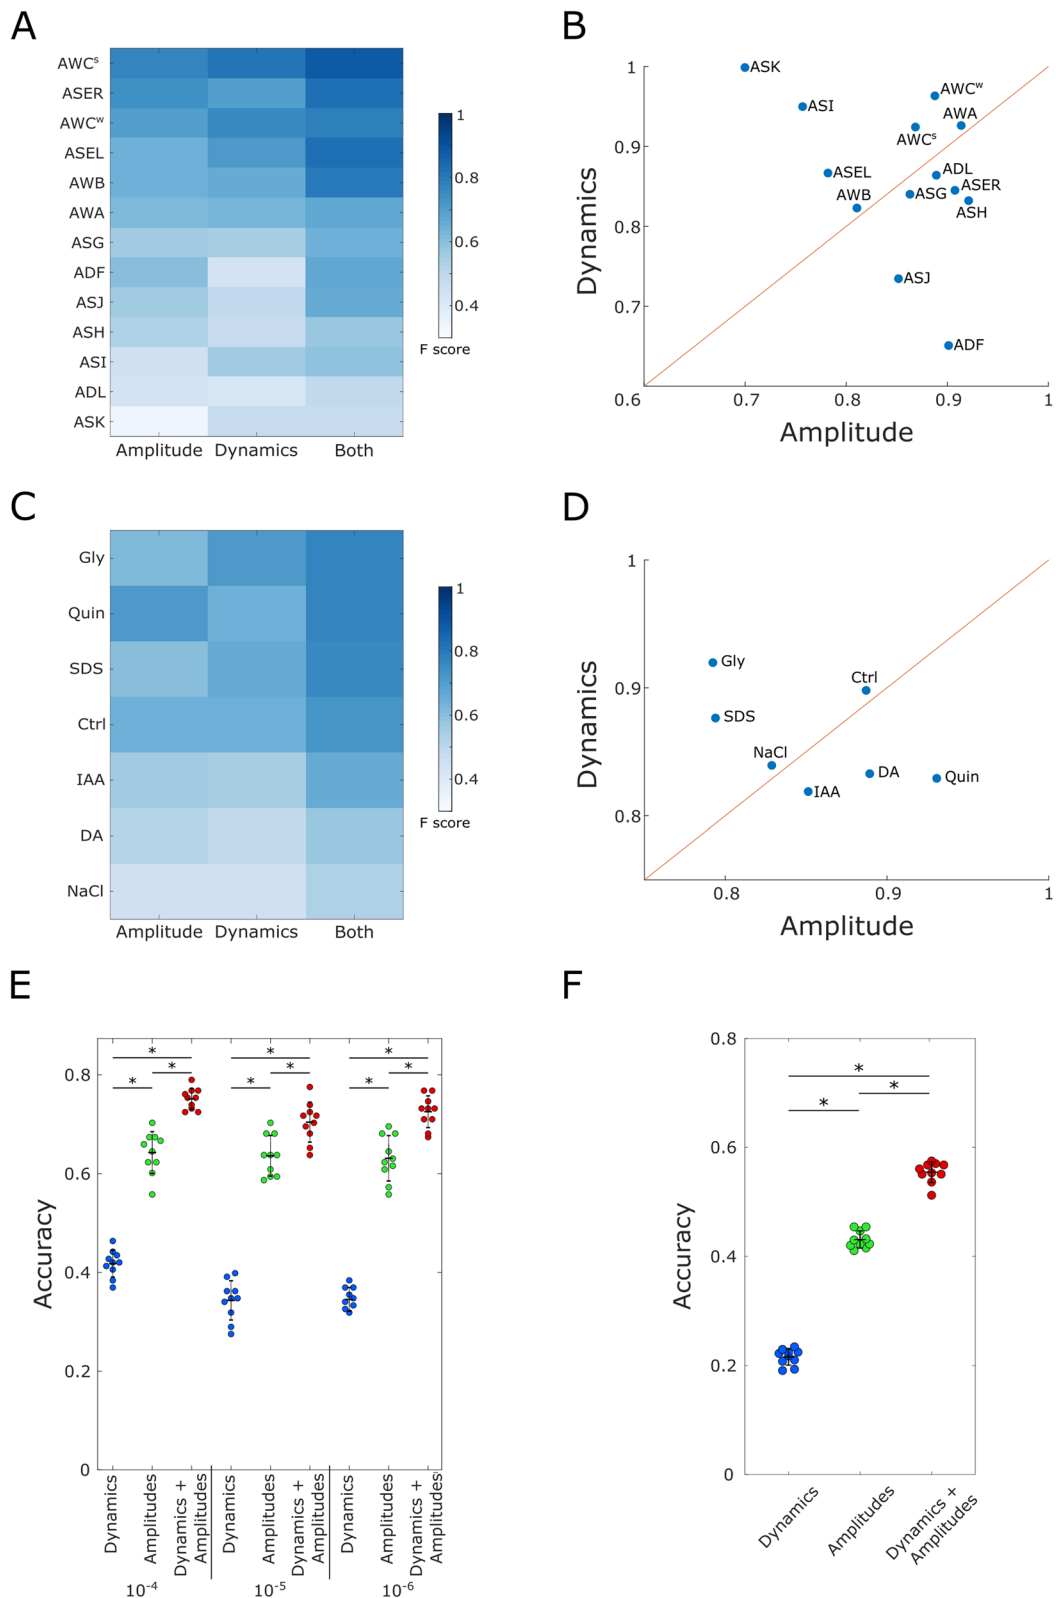 A
AWCˢ
ASER
AWCʷ
ASEL
AWB
AWA
ASG
ADF
ASJ
ASH
ASI
ADL
ASK
Amplitude Dynamics Both
1
0.8
0.6
0.4
F score
B
1
0.9
0.8
0.7
0.6 0.7 0.8 0.9 1
Dynamics
Amplitude
ASK
ASI
AWCʷ
AWA
AWCˢ
ASEL
ADL
AWB
ASG
ASER
ASH
ASJ
ADF
C
Gly
Quin
SDS
Ctrl
IAA
DA
NaCl
Amplitude Dynamics Both
1
0.8
0.6
0.4
F score
D
1
0.9
0.8
0.8 0.9 1
Dynamics
Amplitude
Gly
Ctrl
SDS
NaCl
DA
Quin
IAA
E
0.8
0.6
0.4
0.2
0
Accuracy
* * *
* * *
* * *
Dynamics
Amplitudes
Dynamics +
Amplitudes
Dynamics
Amplitudes
Dynamics +
Amplitudes
Dynamics
Amplitudes
Dynamics +
Amplitudes
10⁻⁴ 10⁻⁵ 10⁻⁶
F
0.8
0.6
0.4
0.2
0
Accuracy
*
*
*
Dynamics
Amplitudes
Dynamics +
Amplitudes